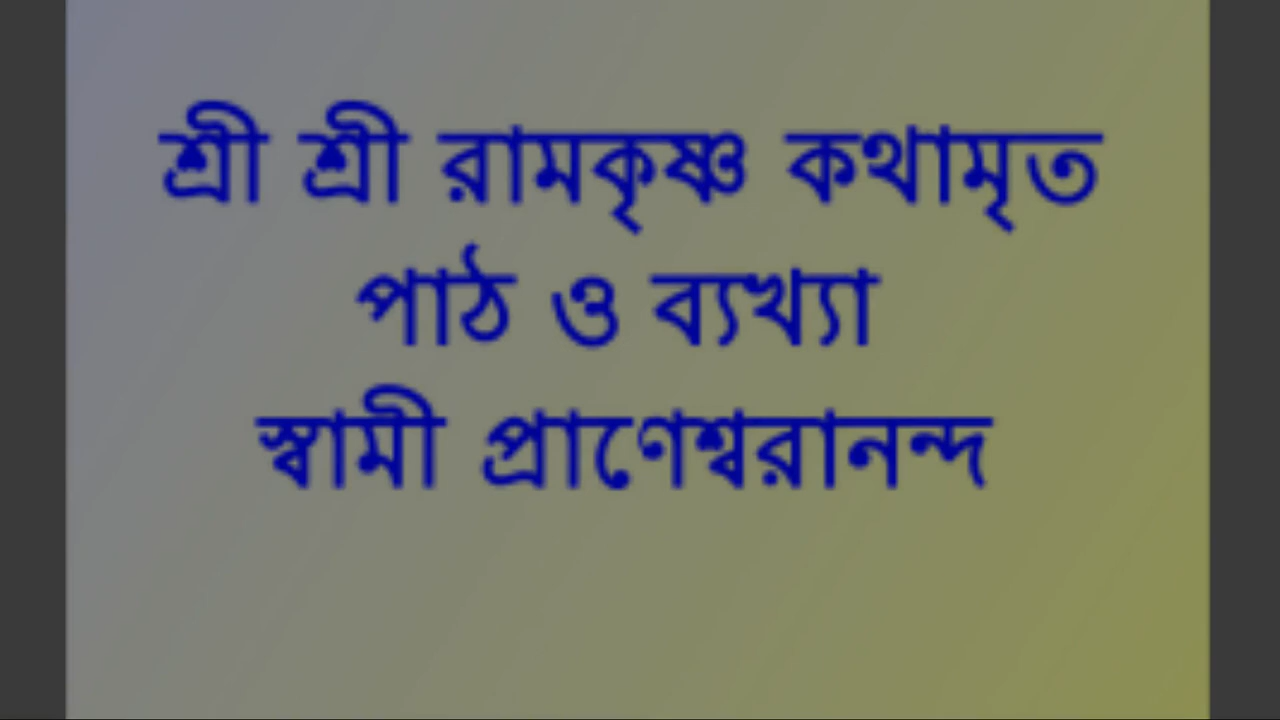 শ্রী শ্রী রামকৃষ্ণ কথামৃত
পাঠ ও ব্যখ্যা
স্বামী প্রাণেশ্বরানন্দ